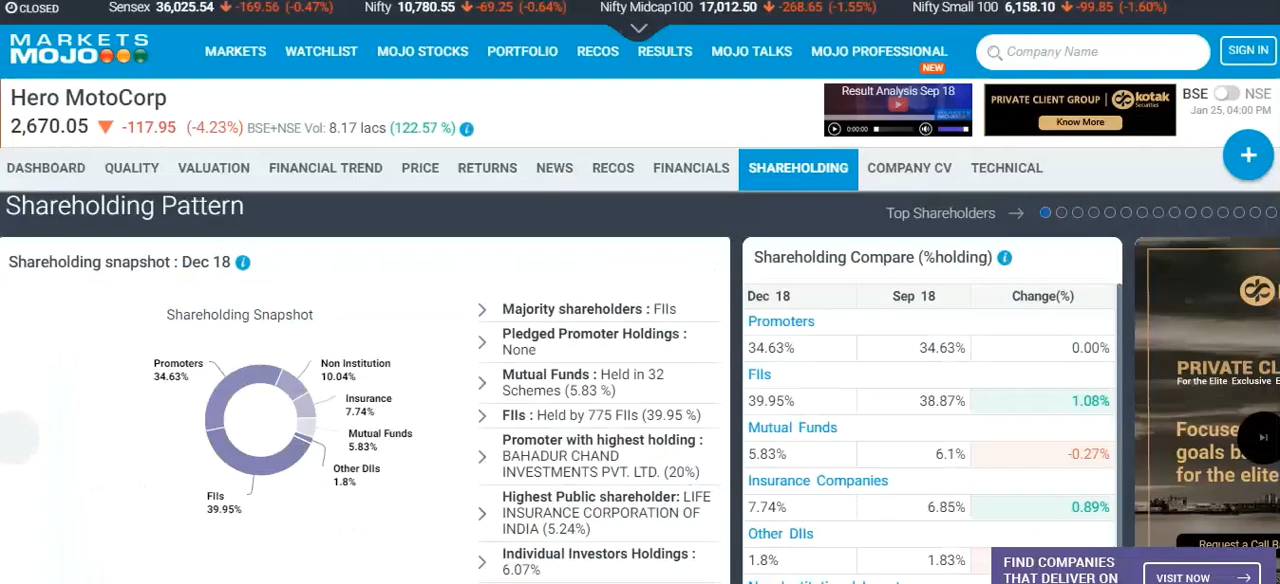 CLOSED Sensex 36,025.54 -169.56 (-0.47%) Nifty 10,780.55 -69.25 (-0.64%) Nifty Midcap100 17,012.50 -268.65 (-1.55%) Nifty Small 100 6,158.10 -99.85 (-1.60%)
MARKETS
MOJO
MARKETS WATCHLIST MOJO STOCKS PORTFOLIO RECOS RESULTS MOJO TALKS MOJO PROFESSIONAL
NEW
Company Name
SIGN IN
Hero MotoCorp
2,670.05 -117.95 (-4.23%) BSE+NSE Vol: 8.17 lacs (122.57 %)
Result Analysis Sep 18
0:00:00
PRIVATE CLIENT GROUP | kotak
Securities
Know More
BSE NSE
Jan 25, 04:00 PM
DASHBOARD QUALITY VALUATION FINANCIAL TREND PRICE RETURNS NEWS RECOS FINANCIALS SHAREHOLDING COMPANY CV TECHNICAL
Shareholding Pattern
Top Shareholders
Shareholding snapshot : Dec 18
Shareholding Snapshot
Promoters
34.63%
Non Institution
10.04%
Insurance
7.74%
Mutual Funds
5.83%
Other DIIs
1.8%
FIIs
39.95%
Majority shareholders : FIIs
Pledged Promoter Holdings :
None
Mutual Funds : Held in 32
Schemes (5.83 %)
FIIs : Held by 775 FIIs (39.95 %)
Promoter with highest holding :
BAHADUR CHAND
INVESTMENTS PVT. LTD. (20%)
Highest Public shareholder: LIFE
INSURANCE CORPORATION OF
INDIA (5.24%)
Individual Investors Holdings :
6.07%
Shareholding Compare (%holding)
Dec 18 Sep 18 Change(%)
Promoters
34.63% 34.63% 0.00%
FIIs
39.95% 38.87% 1.08%
Mutual Funds
5.83% 6.1% -0.27%
Insurance Companies
7.74% 6.85% 0.89%
Other DIIs
1.8% 1.83%
PRIVATE CL
For the Elite Exclusive E
Focuse
goals b
for the elite
Request a Call B
FIND COMPANIES
THAT DELIVER ON
VISIT NOW